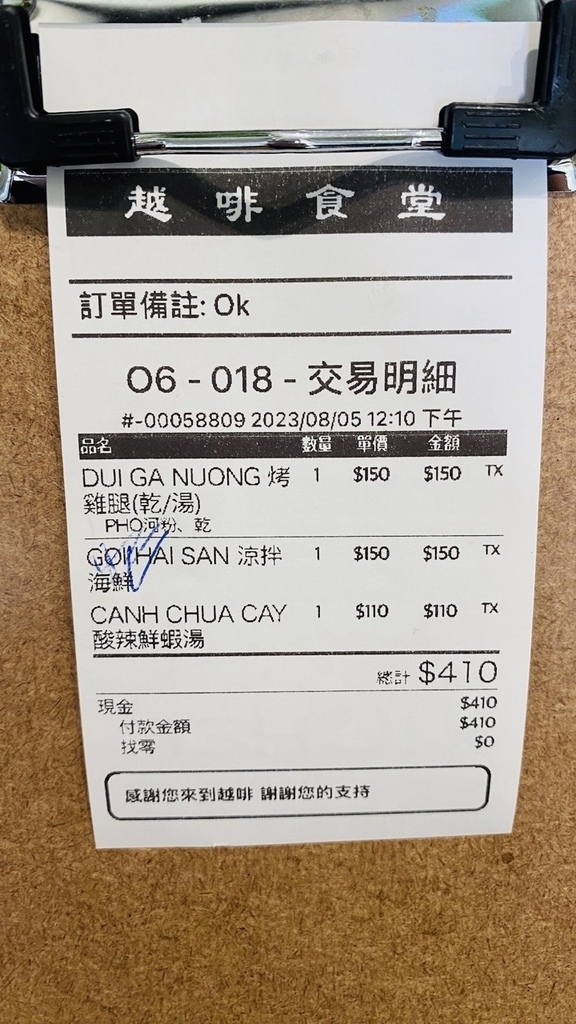 越啡食堂
訂單備註: Ok
O6 - 018 - 交易明細
#-00058809 2023/08/05 12:10 下午
品名 數量 單價 金額
DUI GA NUONG 烤 1 $150 $150 TX
雞腿(乾/湯)
PHO河粉、乾
GOI HAI SAN 涼拌 1 $150 $150 TX
海鮮
CANH CHUA CAY 1 $110 $110 TX
酸辣鮮蝦湯
總計 $410
現金 $410
付款金額 $410
找零 $0
感謝您來到越啡 謝謝您的支持